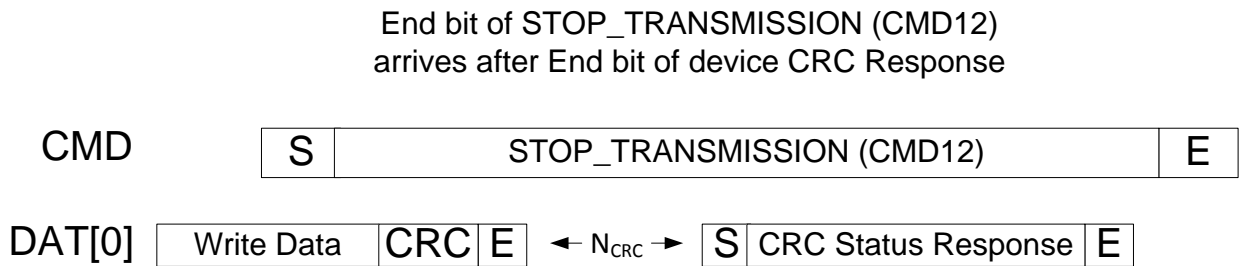 End bit of STOP_TRANSMISSION (CMD12)
arrives after End bit of device CRC Response
CMD S STOP_TRANSMISSION (CMD12) E
DAT[0] Write Data CRC E N_CRC S CRC Status Response E